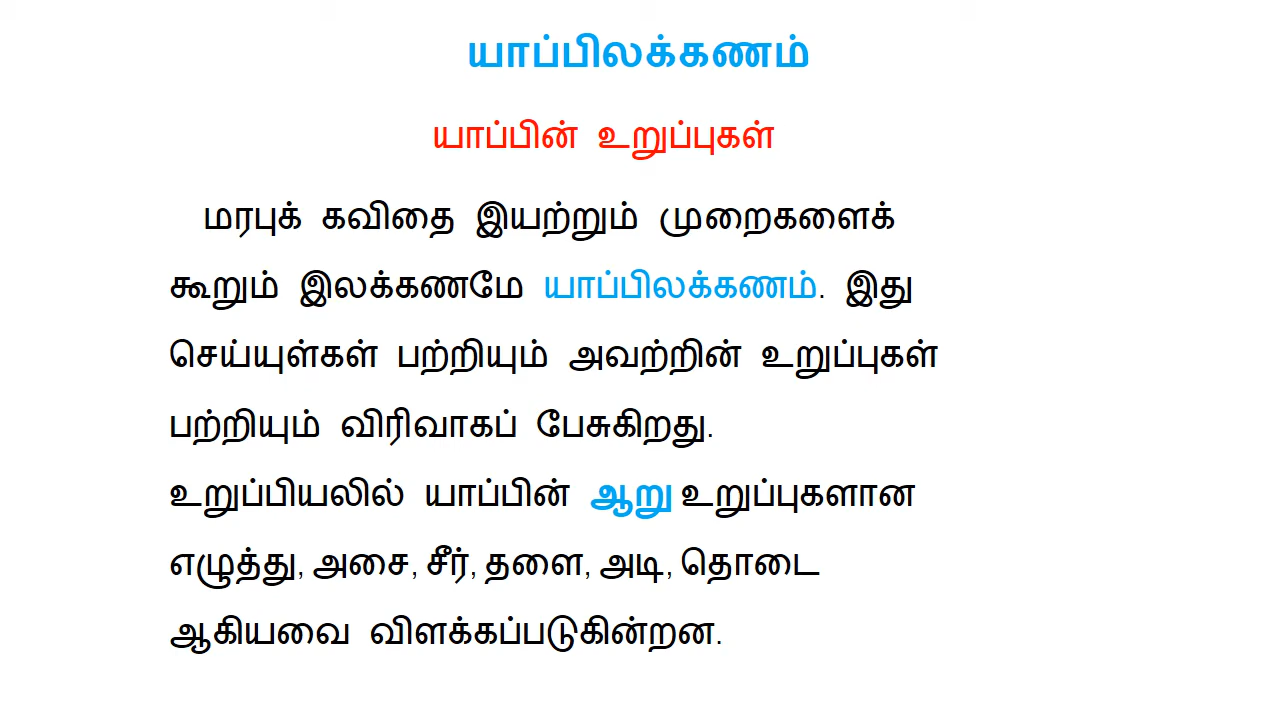 யாப்பிலக்கணம்
யாப்பின் உறுப்புகள்
மரபுக் கவிதை இயற்றும் முறைகளைக்
கூறும் இலக்கணமே யாப்பிலக்கணம். இது
செய்யுள்கள் பற்றியும் அவற்றின் உறுப்புகள்
பற்றியும் விரிவாகப் பேசுகிறது.
உறுப்பியலில் யாப்பின் ஆறு உறுப்புகளான
எழுத்து, அசை, சீர், தளை, அடி, தொடை
ஆகியவை விளக்கப்படுகின்றன.